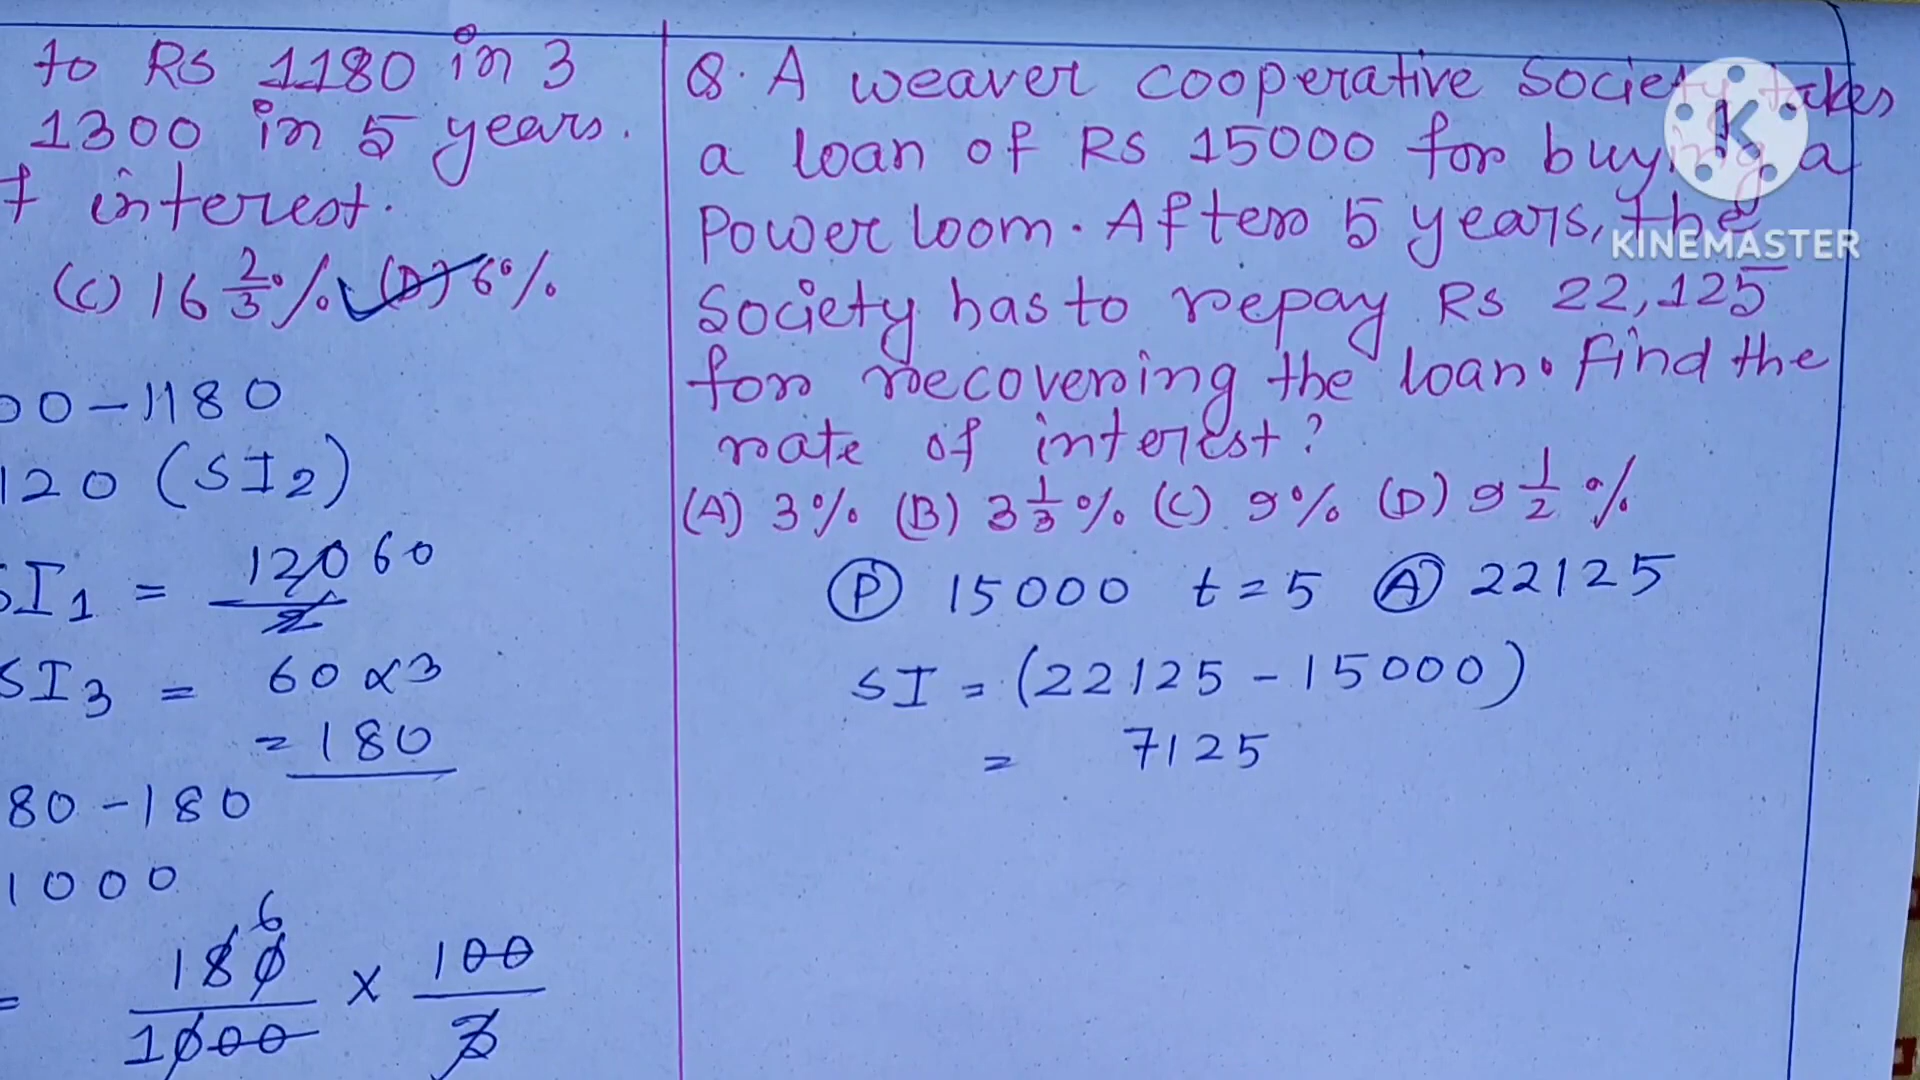 to Rs 1180 in 3
1300 in 5 years.
f interest.
(C) 16 2/3 % (D) 6%
00-1180
120 (SI2)
SI1 = 120/2 60
SI3 = 60 x 3
= 180
80-180
1000
= 180/1000 x 100/3
6
Q. A weaver cooperative Society takes
a loan of Rs 15000 for buying a
Power loom. After 5 years, the
Society has to repay Rs 22,125
for recovering the loan. Find the
rate of interest?
(A) 3% (B) 3 1/3 % (C) 9% (D) 9 1/2 %
(P) 15000 t=5 (A) 22125
SI = (22125-15000)
= 7125
K
KINEMASTER